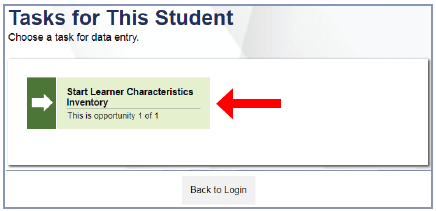 Tasks for This Student
Choose a task for data entry.
Start Learner Characteristics
Inventory
This is opportunity 1 of 1
Back to Login